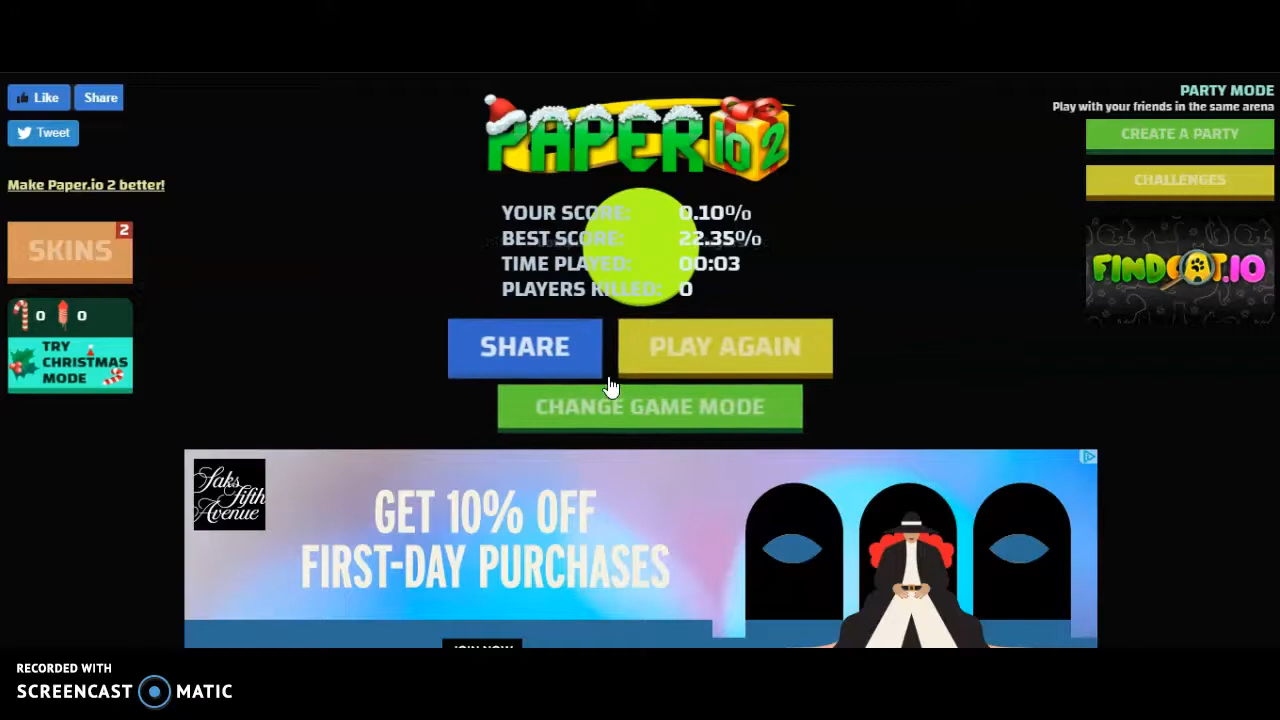 Like
Share
Tweet
Make Paper.io 2 better!
SKINS
2
0
0
TRY
CHRISTMAS
MODE
PAPER io 2
YOUR SCORE: 0.10%
BEST SCORE: 22.35%
TIME PLAYED: 00:03
PLAYERS KILLED: 0
SHARE
PLAY AGAIN
CHANGE GAME MODE
PARTY MODE
Play with your friends in the same arena
CREATE A PARTY
CHALLENGES
FINDCAT.IO
Saks
Fifth
Avenue
GET 10% OFF
FIRST-DAY PURCHASES
JOIN NOW
RECORDED WITH
SCREENCAST MATIC